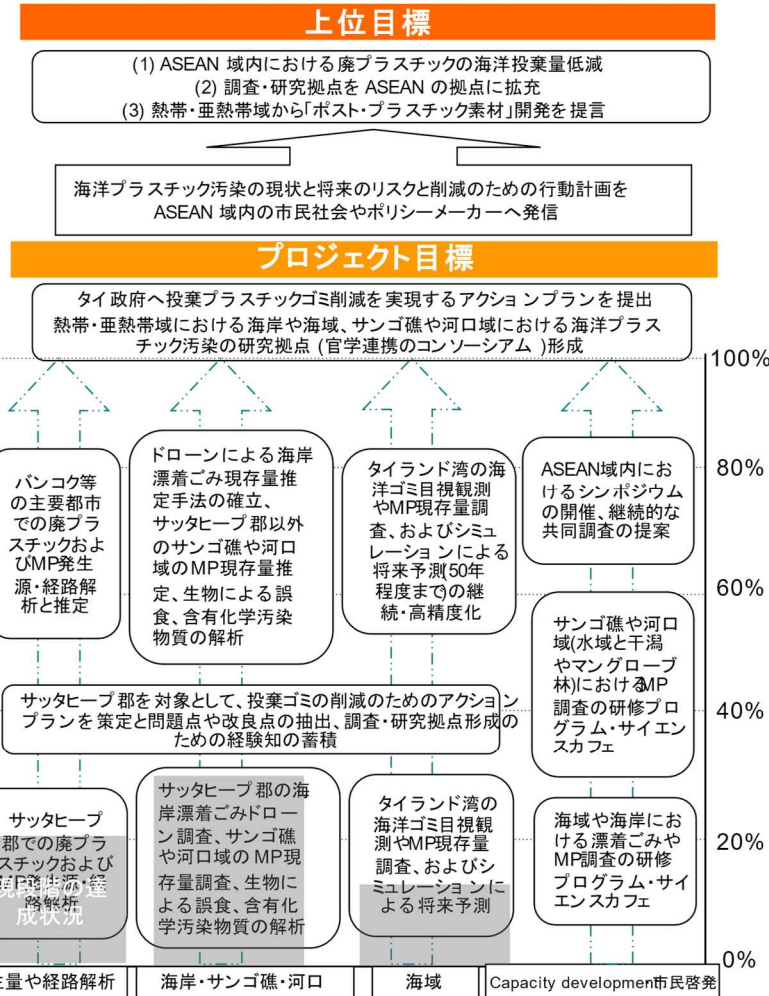 上位目標
(1) ASEAN 域内における廃プラスチックの海洋投棄量低減
(2) 調査・研究拠点を ASEAN の拠点に拡充
(3) 熱帯・亜熱帯域から「ポスト・プラスチック素材」開発を提言
海洋プラスチック汚染の現状と将来のリスクと削減のための行動計画を
ASEAN 域内の市民社会やポリシーメーカーへ発信
プロジェクト目標
タイ政府へ投棄プラスチックゴミ削減を実現するアクションプランを提出
熱帯・亜熱帯域における海岸や海域、サンゴ礁や河口域における海洋プラス
チック汚染の研究拠点 (官学連携のコンソーシアム )形成
100%
バンコク等
の主要都市
での廃プラ
スチックおよ
びMP発生
源・経路解
析と推定
ドローンによる海岸
漂着ごみ現存量推
定手法の確立、
サッタヒープ郡以外
のサンゴ礁や河口
域のMP現存量推
定、生物による誤
食、含有化学汚染
物質の解析
タイランド湾の海
洋ゴミ目視観測
やMP現存量調
査、およびシミュ
レーションによる
将来予測(50年
程度まで)の継
続・高精度化
ASEAN域内にお
けるシンポジウム
の開催、継続的な
共同調査の提案
80%
60%
サンゴ礁や河口
域(水域と干潟
やマングローブ
林)におけるMP
調査の研修プロ
グラム・サイエン
スカフェ
サッタヒープ郡を対象として、投棄ゴミの削減のためのアクション
プランを策定と問題点や改良点の抽出、調査・研究拠点形成の
ための経験知の蓄積
40%
サッタヒープ
郡での廃プラ
スチックおよび
MP発生源・経
路解析
現段階の達
成状況
サッタヒープ郡の海
岸漂着ごみドロー
ン調査、サンゴ礁
や河口域の MP現
存量調査、生物に
よる誤食、含有化
学汚染物質の解析
タイランド湾の
海洋ゴミ目視観
測やMP現存量
調査、およびシ
ミュレーションに
よる将来予測
海域や海岸に
おける漂着ごみや
MP調査の研修
プログラム・サイ
エンスカフェ
20%
0%
生量や経路解析
海岸・サンゴ礁・河口
海域
Capacity development・市民啓発